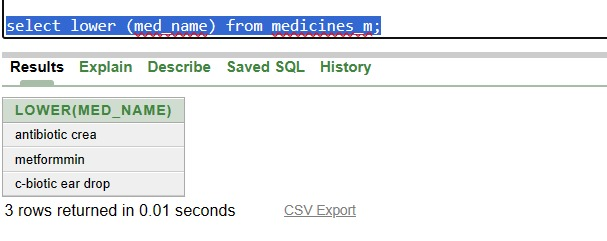 select lower (med_name) from medicines_m;
Results Explain Describe Saved SQL History
LOWER(MED_NAME)
antibiotic crea
metformmin
c-biotic ear drop
3 rows returned in 0.01 seconds CSV Export